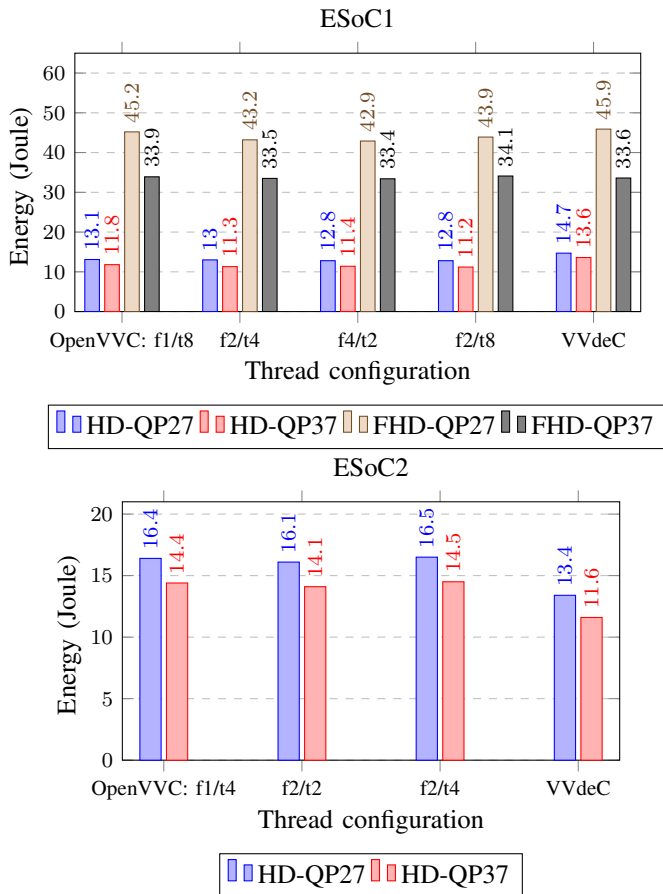 ESoC1
Energy (Joule)
60
50
40
30
20
10
0
13.1 11.8 45.2 33.9
13 11.3 43.2 33.5
12.8 11.4 42.9 33.4
12.8 11.2 43.9 34.1
14.7 13.6 45.9 33.6
OpenVVC: f1/t8 f2/t4 f4/t2 f2/t8 VVdeC
Thread configuration
HD-QP27 HD-QP37 FHD-QP27 FHD-QP37
ESoC2
Energy (Joule)
20
15
10
5
0
16.4 14.4
16.1 14.1
16.5 14.5
13.4 11.6
OpenVVC: f1/t4 f2/t2 f2/t4 VVdeC
Thread configuration
HD-QP27 HD-QP37